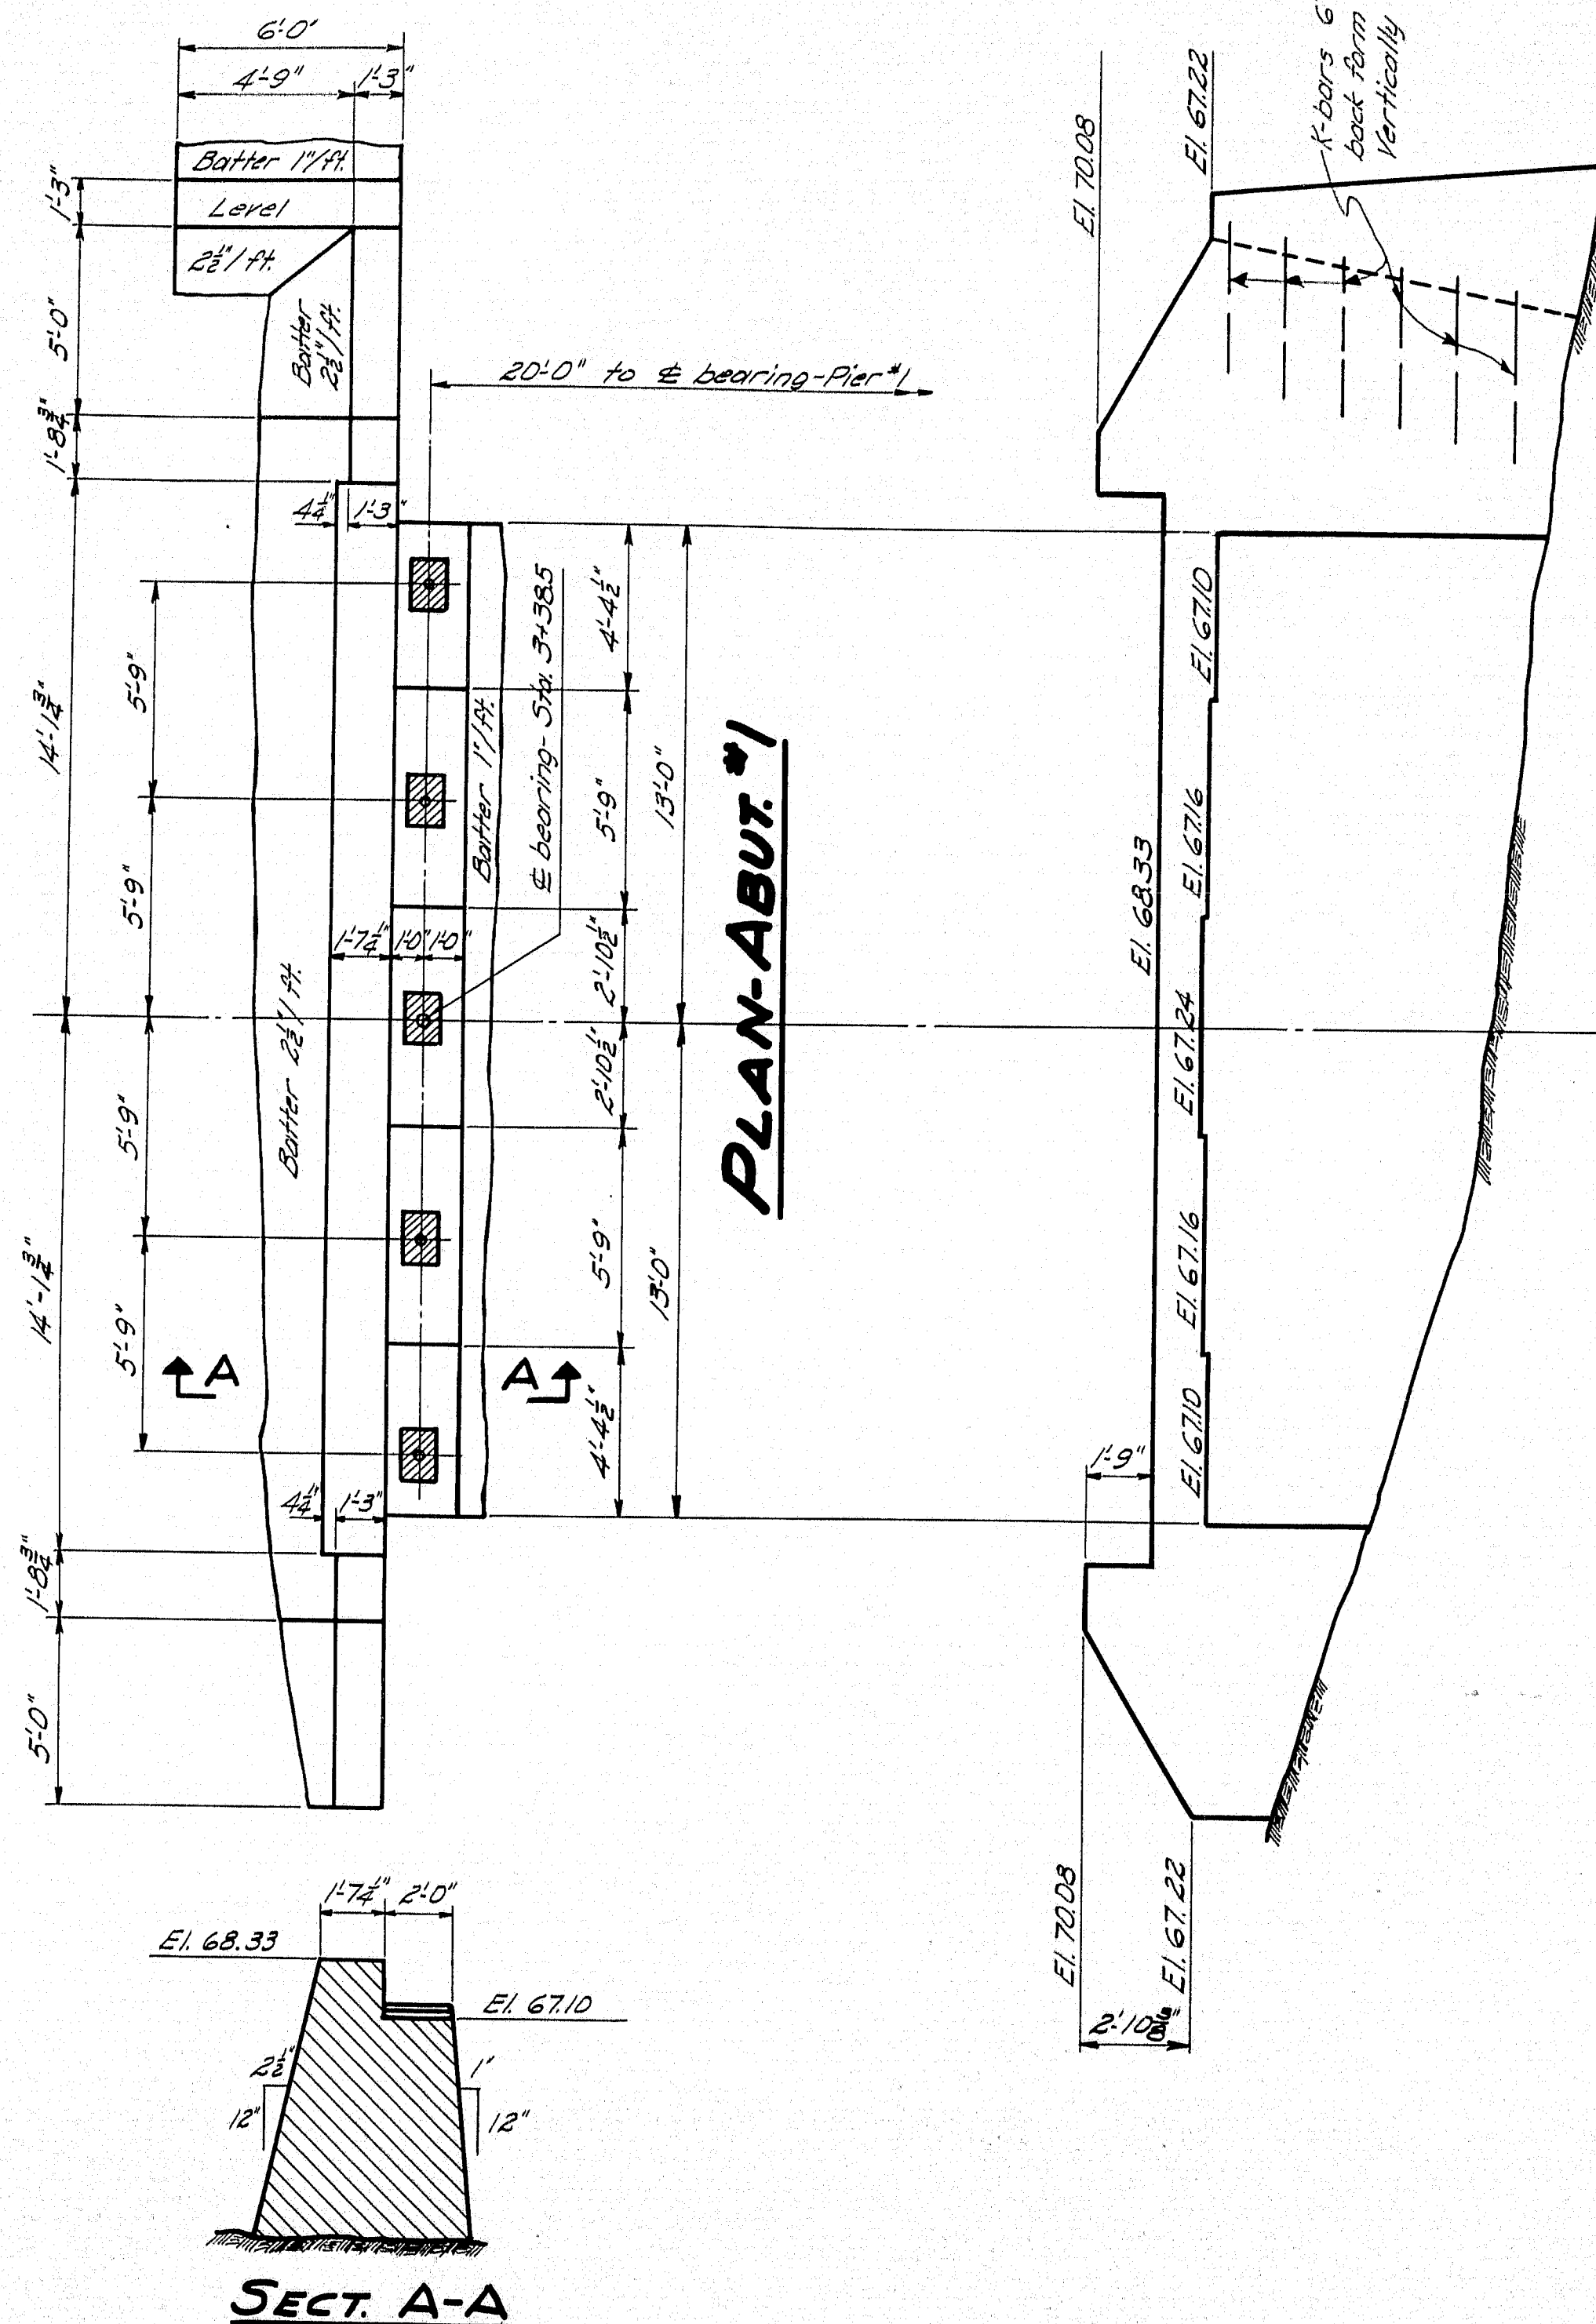 6'-0"
4'-9"
1'-3"
Batter 1"/ft.
Level
2½"/ft.
1'-3"
5'-0"
Batter
2½"/ft.
1'-8¾"
20'-0" to ℄ bearing-Pier #1
4¼"
1'-3"
14'-1¾"
5'-9"
5'-9"
5'-9"
5'-9"
14'-1¾"
Batter 2½"/ft.
1'-7¼"
1'-0"
1'-0"
Batter 1"/ft.
℄ bearing- Sta. 3+38.5
4'-4½"
5'-9"
2'-10½"
2'-10½"
5'-9"
4'-4½"
13'-0"
13'-0"
PLAN-ABUT. #1
A
A
4¼"
1'-3"
1'-8¾"
5'-0"
El. 70.08
El. 67.22
K-bars 6
back form
Vertically
El. 67.10
El. 67.16
El. 68.33
El. 67.24
El. 67.16
El. 67.10
1'-9"
El. 70.08
El. 67.22
1'-7¼"
2'-0"
El. 68.33
El. 67.10
2½"
12"
1"
12"
SECT. A-A